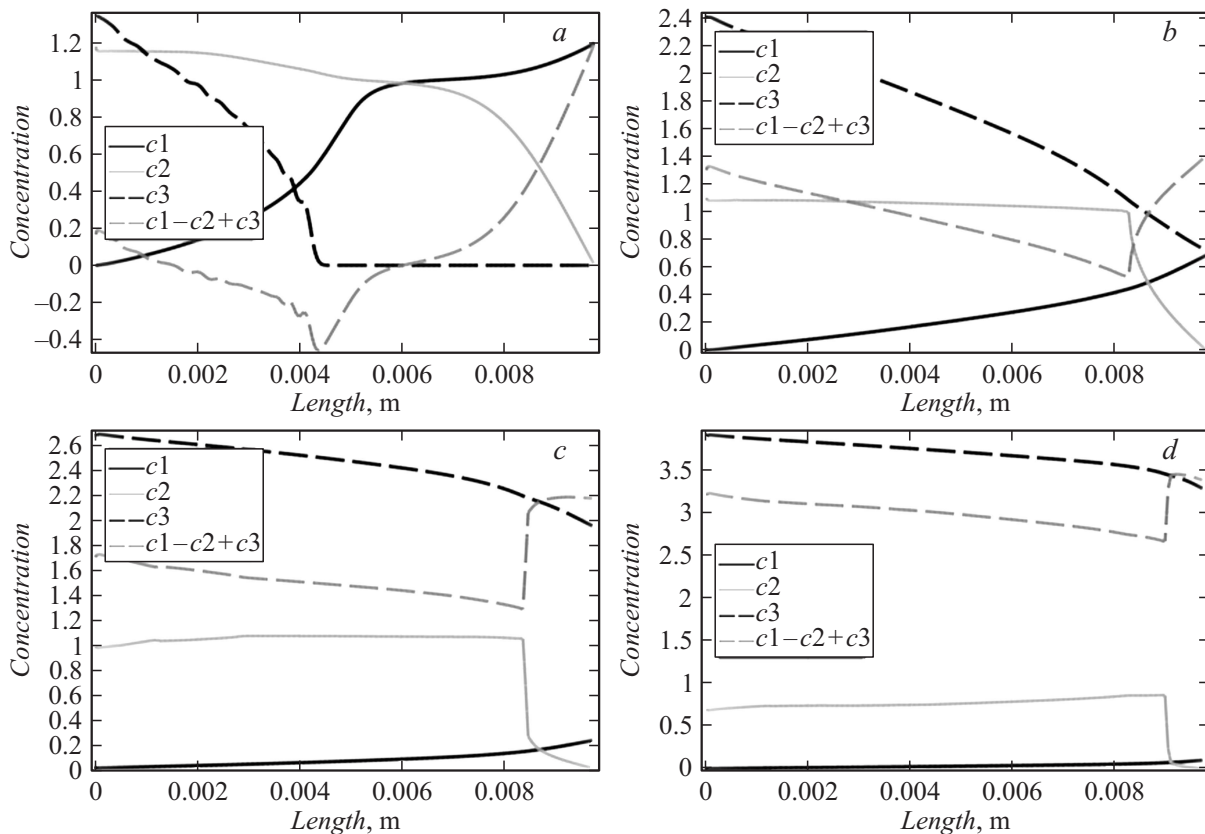 a
1.2
1
0.8
0.6
0.4
0.2
0
–0.2
–0.4
Concentration
c1
c2
c3
c1–c2+c3
0 0.002 0.004 0.006 0.008
Length, m
b
2.4
2.2
2.0
1.8
1.6
1.4
1.2
1.0
0.8
0.6
0.4
0.2
0
Concentration
c1
c2
c3
c1–c2+c3
0 0.002 0.004 0.006 0.008
Length, m
c
2.6
2.4
2.2
2
1.8
1.6
1.4
1.2
1
0.8
0.6
0.4
0.2
0
Concentration
c1
c2
c3
c1–c2+c3
0 0.002 0.004 0.006 0.008
Length, m
d
3.5
3
2.5
2
1.5
1
0.5
0
Concentration
c1
c2
c3
c1–c2+c3
0 0.002 0.004 0.006 0.008
Length, m